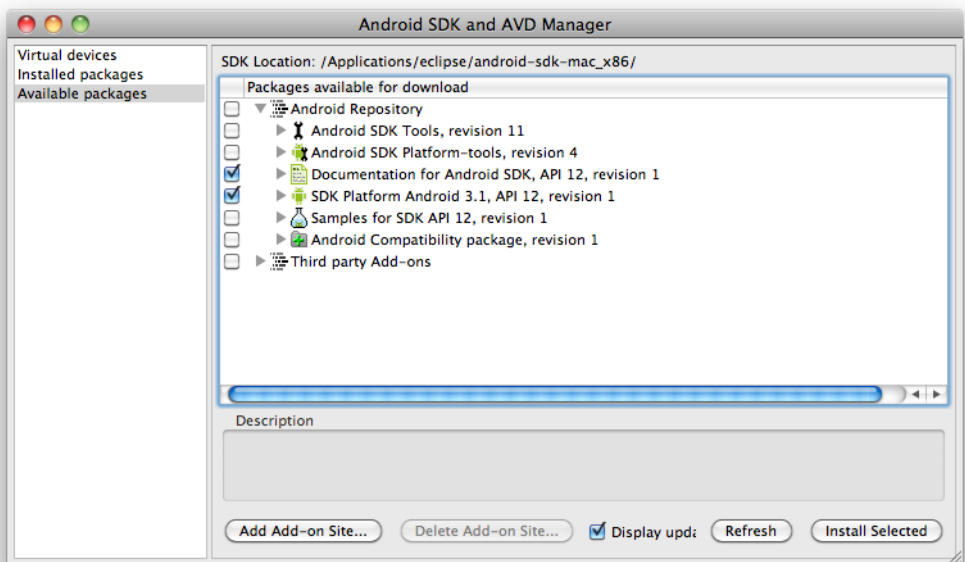 Android SDK and AVD Manager
Virtual devices
Installed packages
Available packages
SDK Location: /Applications/eclipse/android-sdk-mac_x86/
Packages available for download
Android Repository
Android SDK Tools, revision 11
Android SDK Platform-tools, revision 4
Documentation for Android SDK, API 12, revision 1
SDK Platform Android 3.1, API 12, revision 1
Samples for SDK API 12, revision 1
Android Compatibility package, revision 1
Third party Add-ons
Description
Add Add-on Site... Delete Add-on Site... Display upda Refresh Install Selected